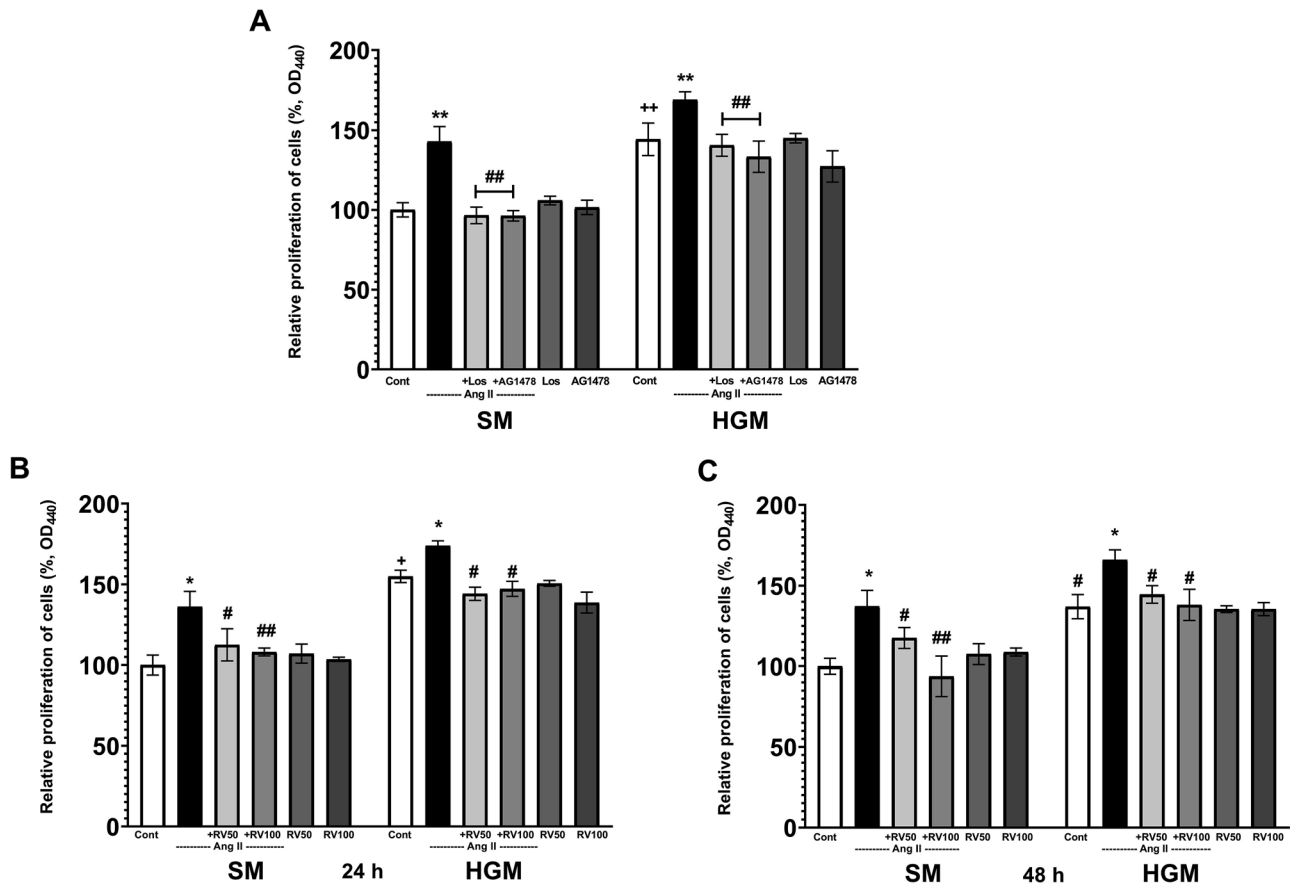 A
Relative proliferation of cells (%, OD440)
200
150
100
50
0
**
##
++
**
##
Cont +Los +AG1478 Los AG1478 Cont +Los +AG1478 Los AG1478
---------- Ang II ----------- ---------- Ang II -----------
SM HGM
B
Relative proliferation of cells (%, OD440)
200
150
100
50
0
*
#
##
+
*
#
#
Cont +RV50 +RV100 RV50 RV100 Cont +RV50 +RV100 RV50 RV100
---------- Ang II ----------- ---------- Ang II -----------
SM 24 h HGM
C
Relative proliferation of cells (%, OD440)
200
150
100
50
0
*
#
##
#
*
#
#
Cont +RV50 +RV100 RV50 RV100 Cont +RV50 +RV100 RV50 RV100
---------- Ang II ----------- ---------- Ang II -----------
SM 48 h HGM